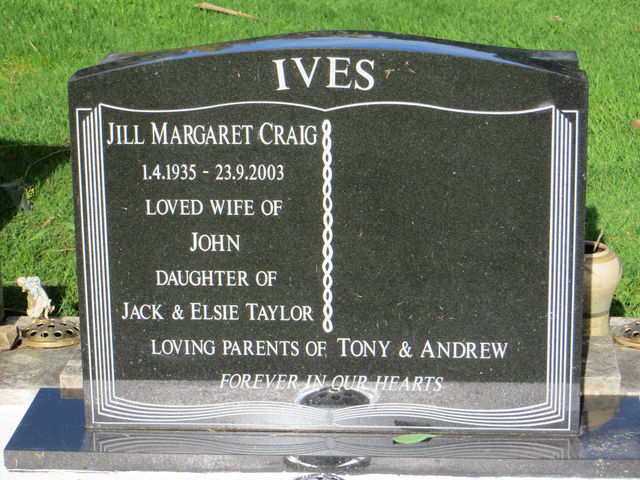 IVES
JILL MARGARET CRAIG
1.4.1935 - 23.9.2003
LOVED WIFE OF
JOHN
DAUGHTER OF
JACK & ELSIE TAYLOR
LOVING PARENTS OF TONY & ANDREW
FOREVER IN OUR HEARTS